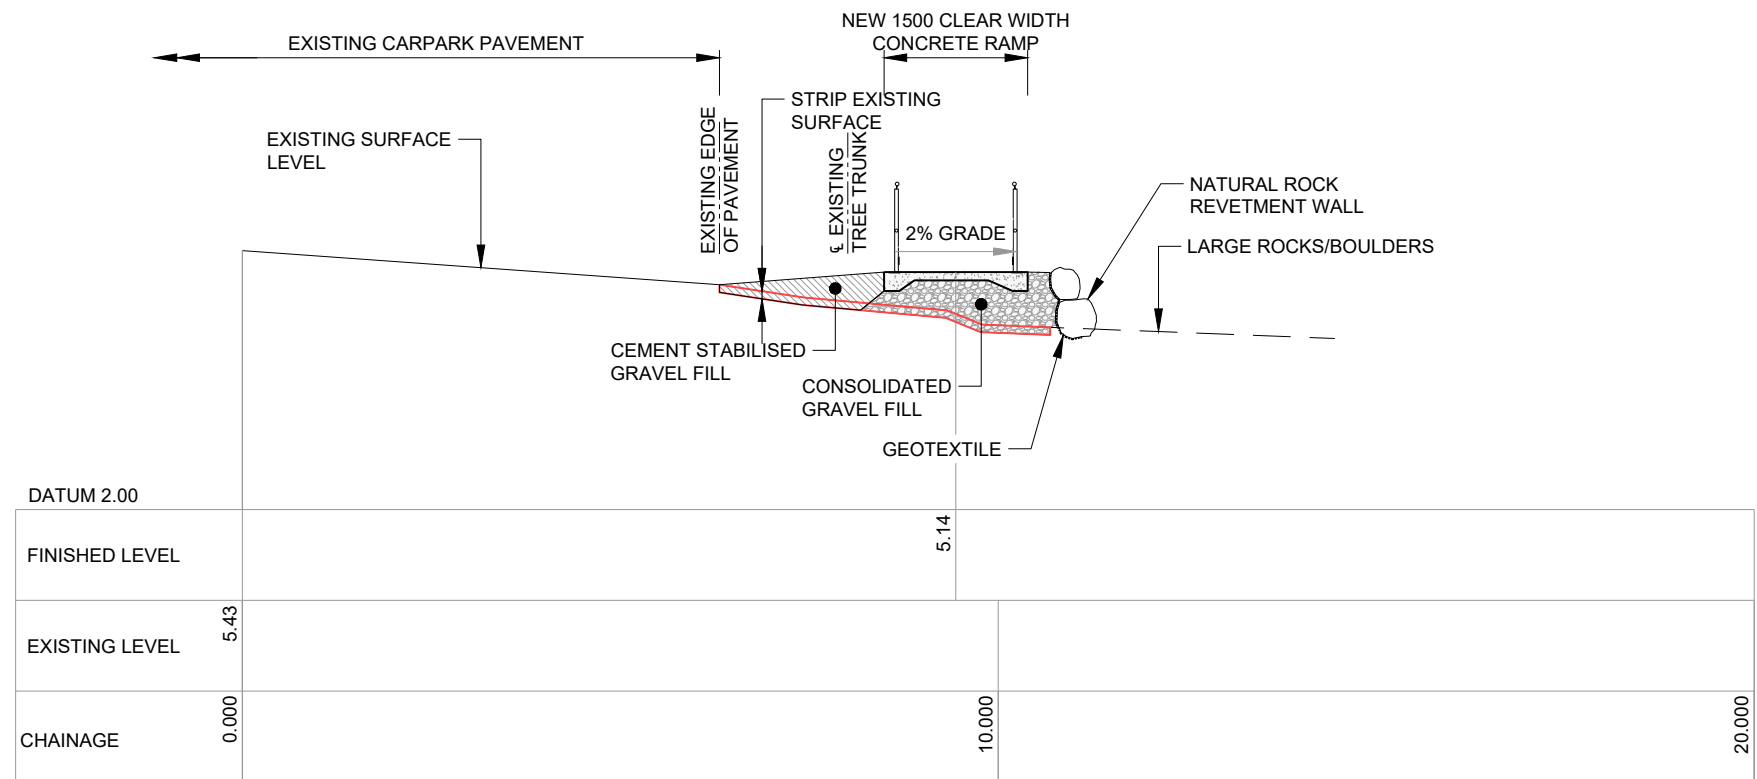 NEW 1500 CLEAR WIDTH
CONCRETE RAMP
EXISTING CARPARK PAVEMENT
STRIP EXISTING
SURFACE
EXISTING SURFACE
LEVEL
EXISTING EDGE
OF PAVEMENT
℄ EXISTING
TREE TRUNK
NATURAL ROCK
REVETMENT WALL
2% GRADE
LARGE ROCKS/BOULDERS
CEMENT STABILISED
GRAVEL FILL
CONSOLIDATED
GRAVEL FILL
GEOTEXTILE
DATUM 2.00
FINISHED LEVEL
5.14
EXISTING LEVEL
5.43
CHAINAGE
0.000
10.000
20.000